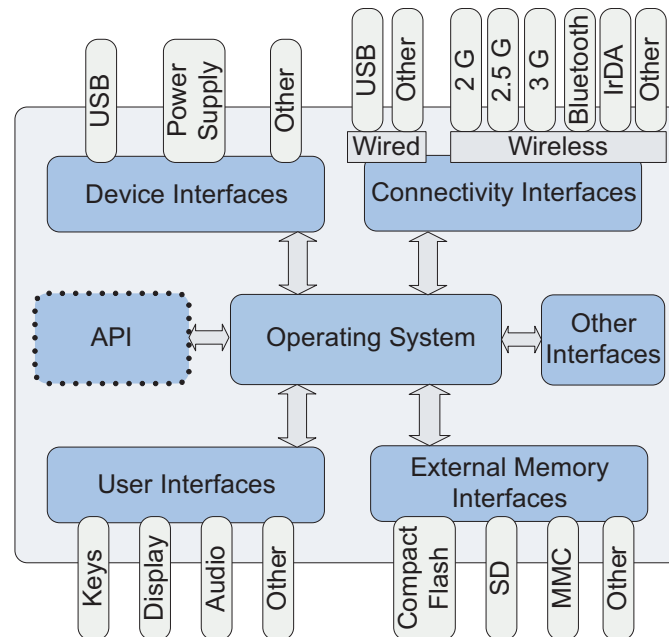 USB
Power
Supply
Other
USB
Other
2 G
2.5 G
3 G
Bluetooth
IrDA
Other
Wired
Wireless
Device Interfaces
Connectivity Interfaces
API
Operating System
Other
Interfaces
User Interfaces
External Memory
Interfaces
Keys
Display
Audio
Other
Compact
Flash
SD
MMC
Other